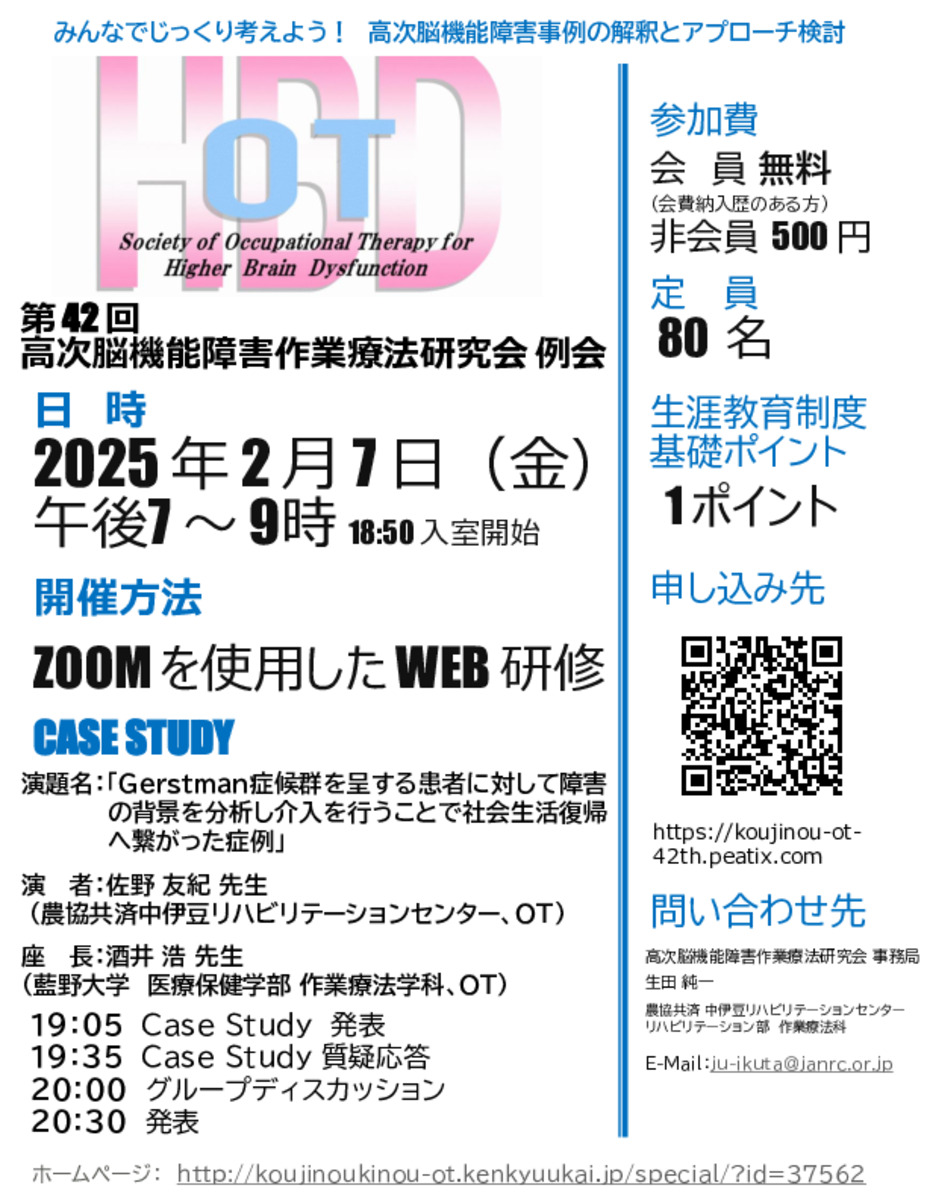 みんなでじっくり考えよう！　高次脳機能障害事例の解釈とアプローチ検討
HBD
OT
Society of Occupational Therapy for
Higher Brain Dysfunction
第 42 回
高次脳機能障害作業療法研究会 例会
日　時
2025 年 2 月 7 日（金）
午後7 ～ 9時 18:50 入室開始
開催方法
ZOOM を使用した WEB 研修
CASE STUDY
演題名：「Gerstman症候群を呈する患者に対して障害
の背景を分析し介入を行うことで社会生活復帰
へ繋がった症例」
演　者：佐野 友紀 先生
（農協共済中伊豆リハビリテーションセンター、OT）
座　長：酒井 浩 先生
（藍野大学　医療保健学部 作業療法学科、OT）
19：05 Case Study 発表
19：35 Case Study 質疑応答
20：00 グループディスカッション
20：30 発表
参加費
会　員 無料
（会費納入歴のある方）
非会員 500 円
定　員
80 名
生涯教育制度
基礎ポイント
1 ポイント
申し込み先
https://koujinou-ot-
42th.peatix.com
問い合わせ先
高次脳機能障害作業療法研究会 事務局
生田 純一
農協共済 中伊豆リハビリテーションセンター
リハビリテーション部　作業療法科
E-Mail：ju-ikuta@janrc.or.jp
ホームページ： http://koujinoukinou-ot.kenkyuukai.jp/special/?id=37562